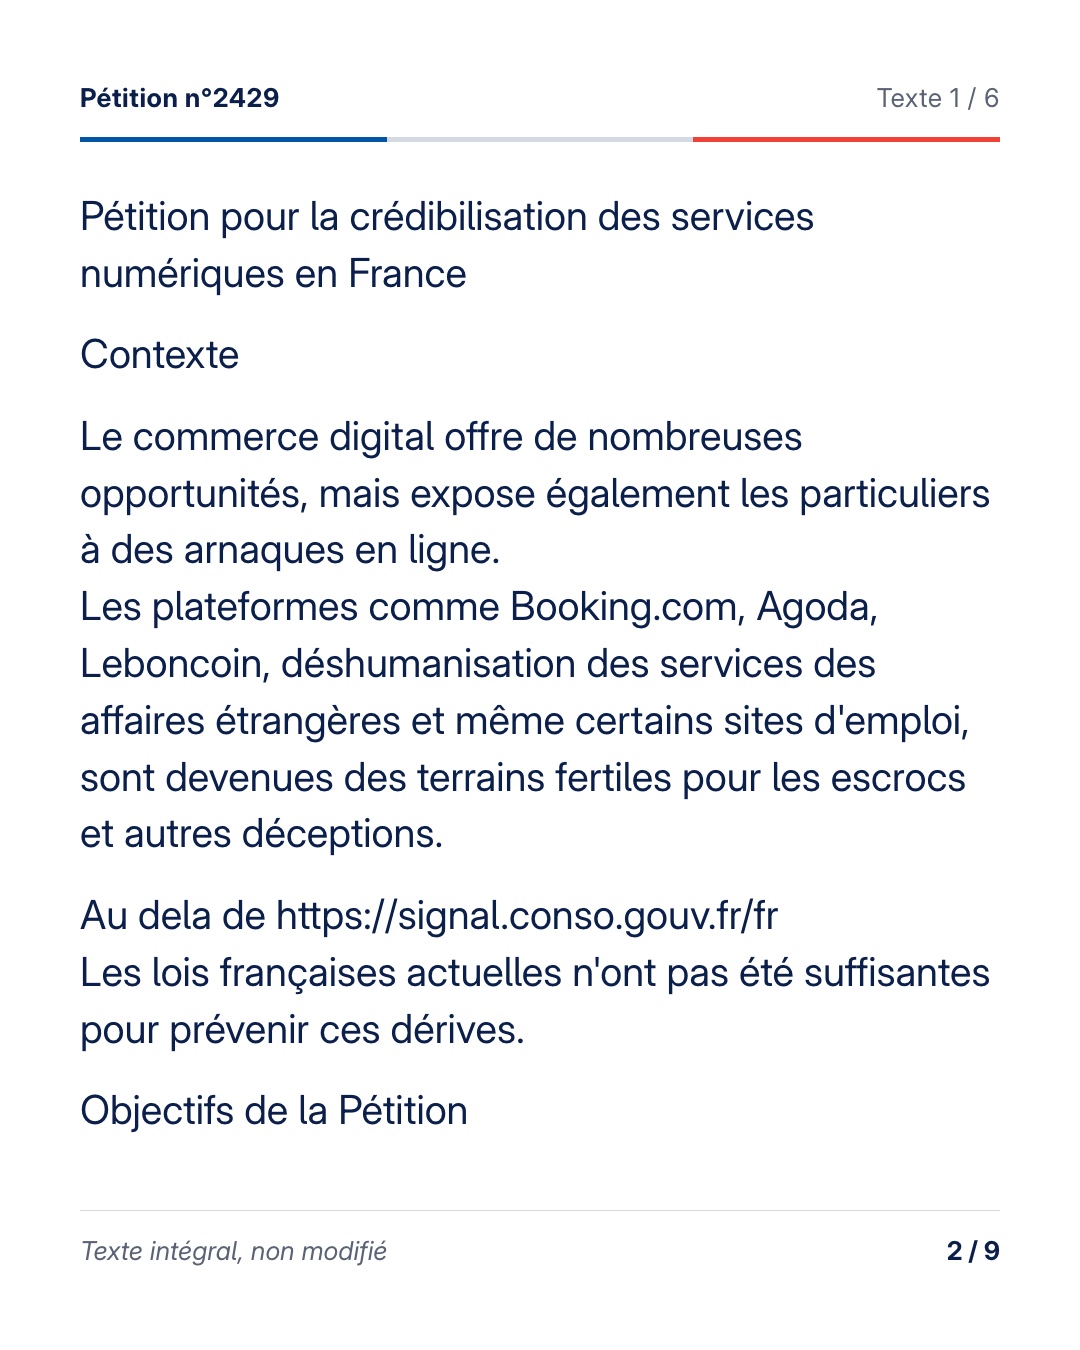 Pétition n°2429
Texte 1 / 6
Pétition pour la crédibilisation des services
numériques en France
Contexte
Le commerce digital offre de nombreuses
opportunités, mais expose également les particuliers
à des arnaques en ligne.
Les plateformes comme Booking.com, Agoda,
Leboncoin, déshumanisation des services des
affaires étrangères et même certains sites d'emploi,
sont devenues des terrains fertiles pour les escrocs
et autres déceptions.
Au dela de https://signal.conso.gouv.fr/fr
Les lois françaises actuelles n'ont pas été suffisantes
pour prévenir ces dérives.
Objectifs de la Pétition
Texte intégral, non modifié
2 / 9